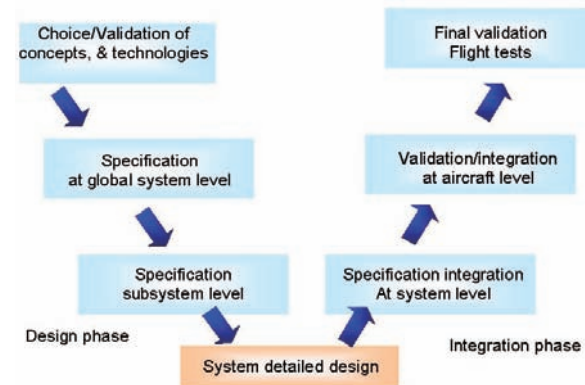 Choice/Validation of
concepts, & technologies
Specification
at global system level
Specification
subsystem level
Design phase
System detailed design
Specification integration
At system level
Integration phase
Validation/integration
at aircraft level
Final validation
Flight tests